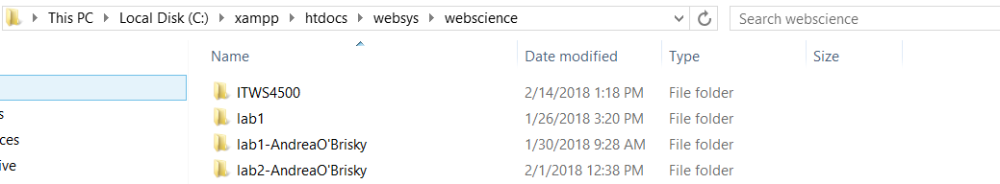 This PC Local Disk (C:) xampp htdocs websys webscience Search webscience
Name Date modified Type Size
ITWS4500 2/14/2018 1:18 PM File folder
s lab1 1/26/2018 3:20 PM File folder
ces lab1-AndreaO'Brisky 1/30/2018 9:28 AM File folder
ive lab2-AndreaO'Brisky 2/1/2018 12:38 PM File folder